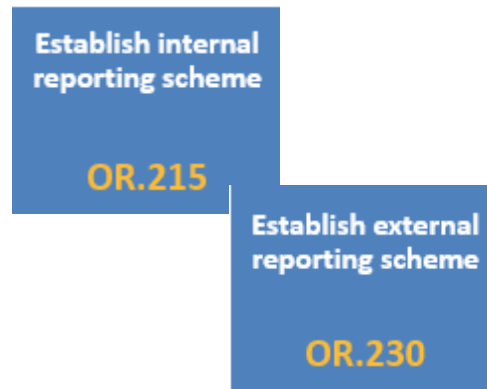 Establish internal
reporting scheme
OR.215
Establish external
reporting scheme
OR.230